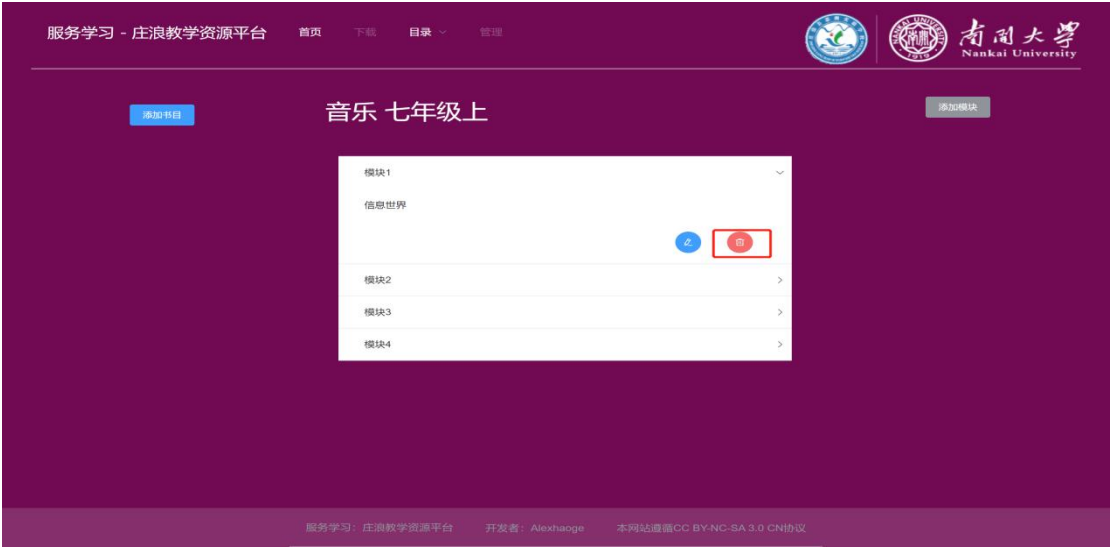 服务学习 - 庄浪教学资源平台 首页 下载 目录 管理
南开大学
Nankai University
添加书目
音乐 七年级上
添加模块
模块1
信息世界
模块2
模块3
模块4
服务学习：庄浪教学资源平台 开发者：Alexhaoge 本网站遵循CC BY-NC-SA 3.0 CN协议